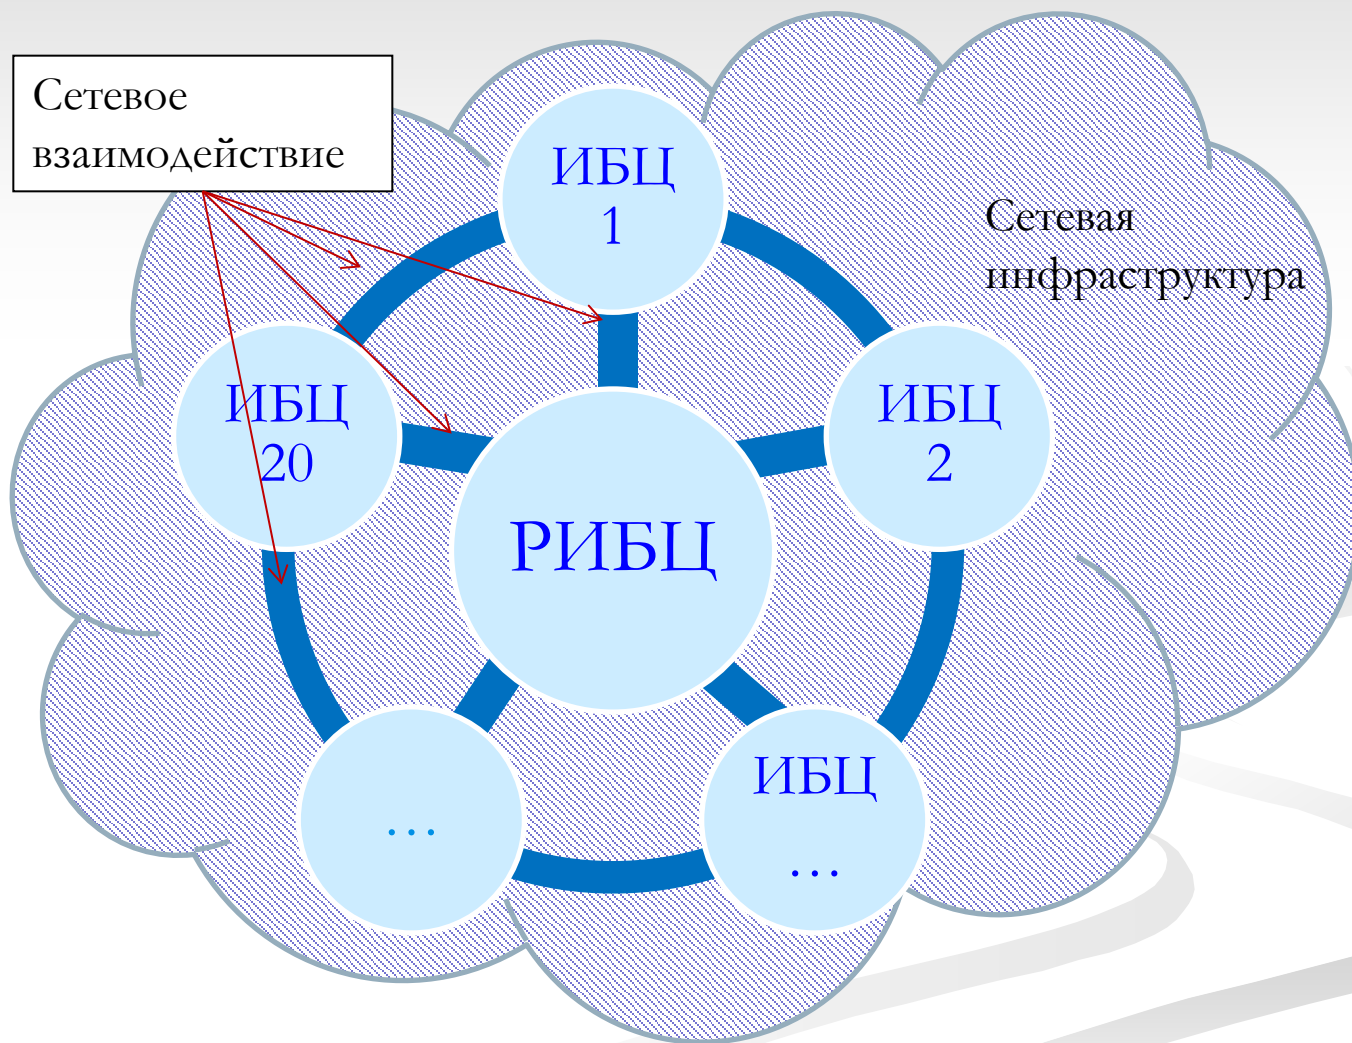 Сетевое
взаимодействие
ИБЦ
1
Сетевая
инфраструктура
ИБЦ
20
ИБЦ
2
РИБЦ
...
ИБЦ
...